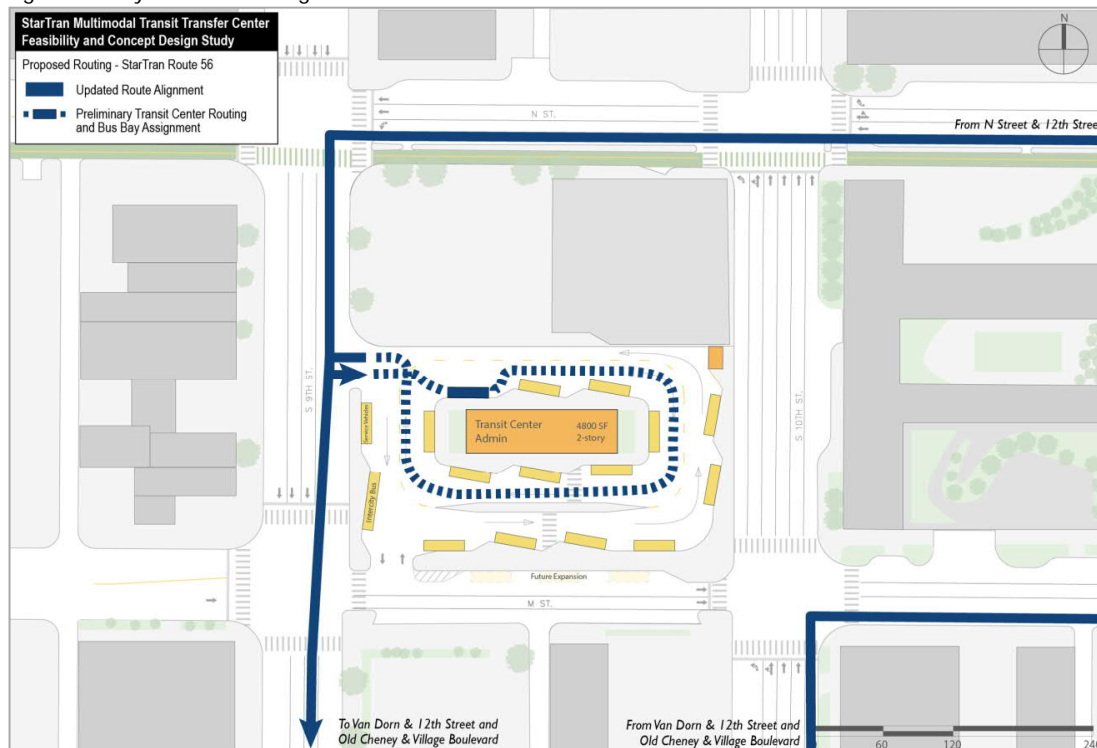 StarTran Multimodal Transit Transfer Center
Feasibility and Concept Design Study
Proposed Routing - StarTran Route 56
Updated Route Alignment
Preliminary Transit Center Routing
and Bus Bay Assignment
N
N ST.
From N Street & 12th Stree
S 9TH ST.
S 10TH ST.
Service Vehicles
Transit Center
Admin
4800 SF
2-story
Intercity Bus
Future Expansion
M ST.
To Van Dorn & 12th Street and
Old Cheney & Village Boulevard
From Van Dorn & 12th Street and
Old Cheney & Village Boulevard
60
120
240